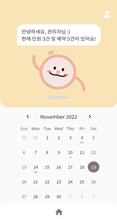 안녕하세요, 관리자님 :)
현재 민원 3건 및 예약 5건이 있어요!
November 2022
Sun Mon Tue Wed Thu Fri Sat
30 31 1 2 3 4 5
6 7 8 9 10 11 12
13 14 15 16 17 18 19
20 21 22 23 24 25 26
27 28 29 30 1 2 3